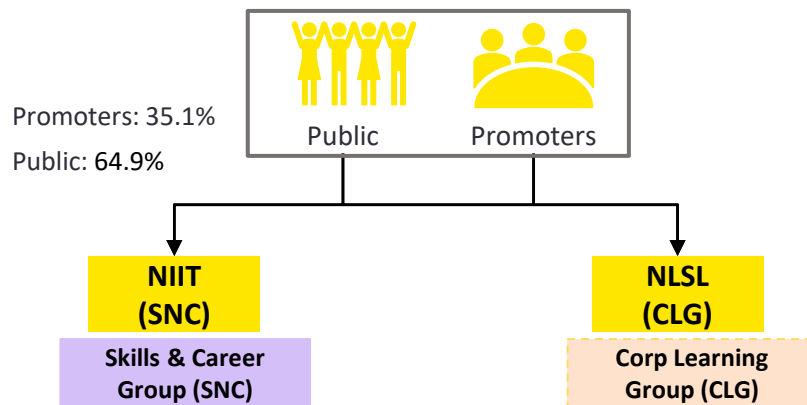 Promoters: 35.1%
Public: 64.9%
Public
Promoters
NIIT
(SNC)
NLSL
(CLG)
Skills & Career
Group (SNC)
Corp Learning
Group (CLG)